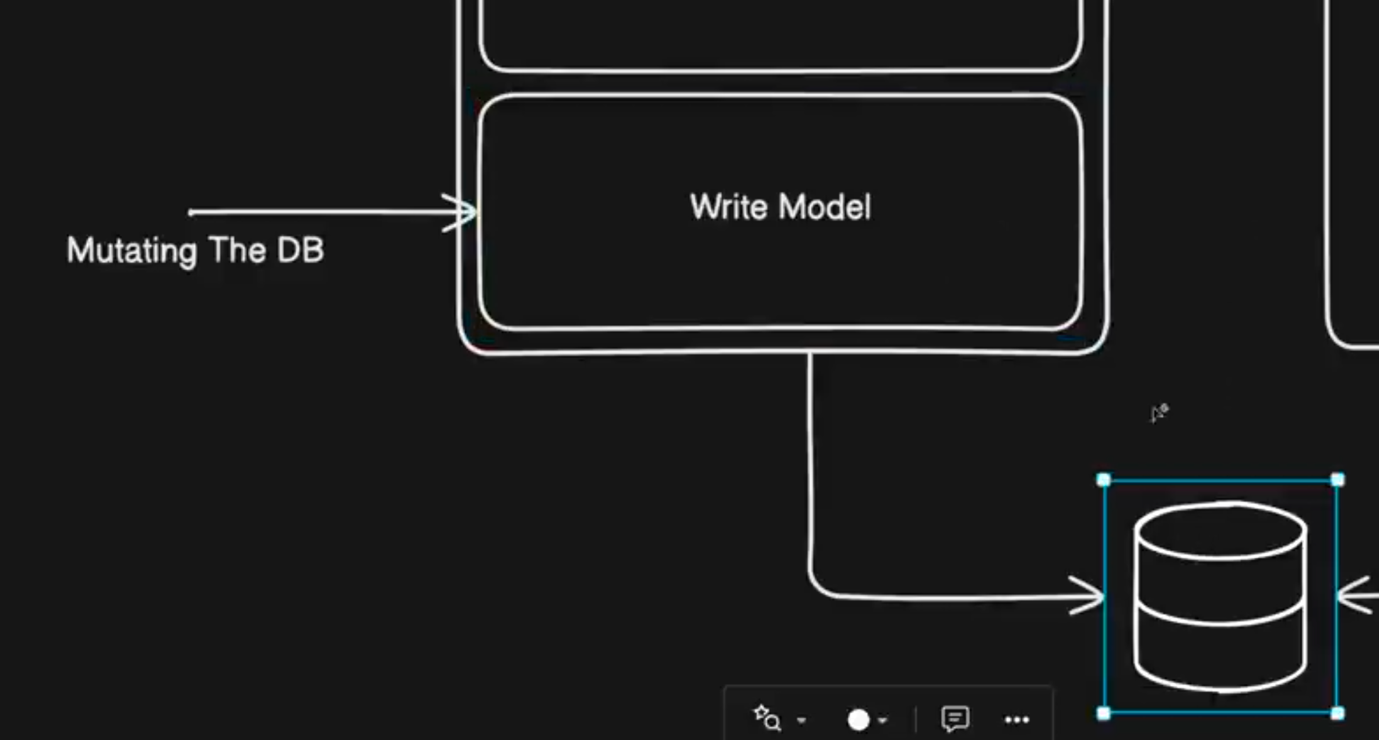 Write Model
Mutating The DB